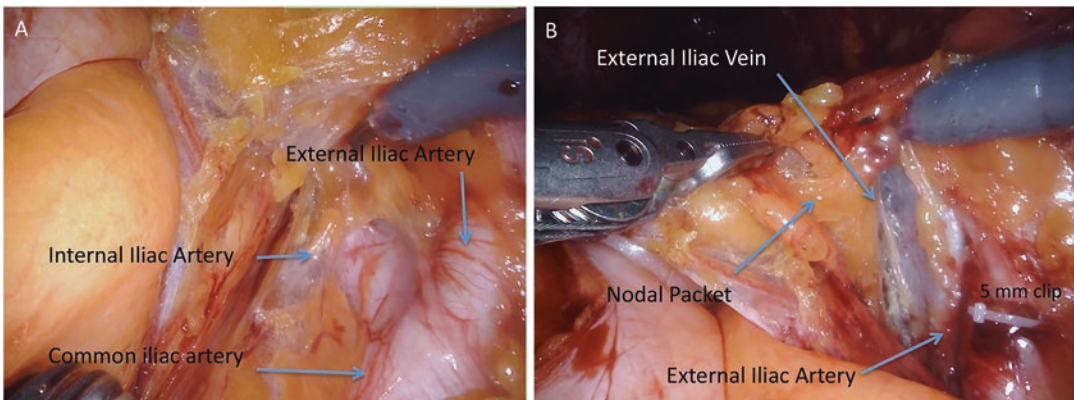 A
External Iliac Artery
Internal Iliac Artery
Common iliac artery
B
External Iliac Vein
Nodal Packet
5 mm clip
External Iliac Artery